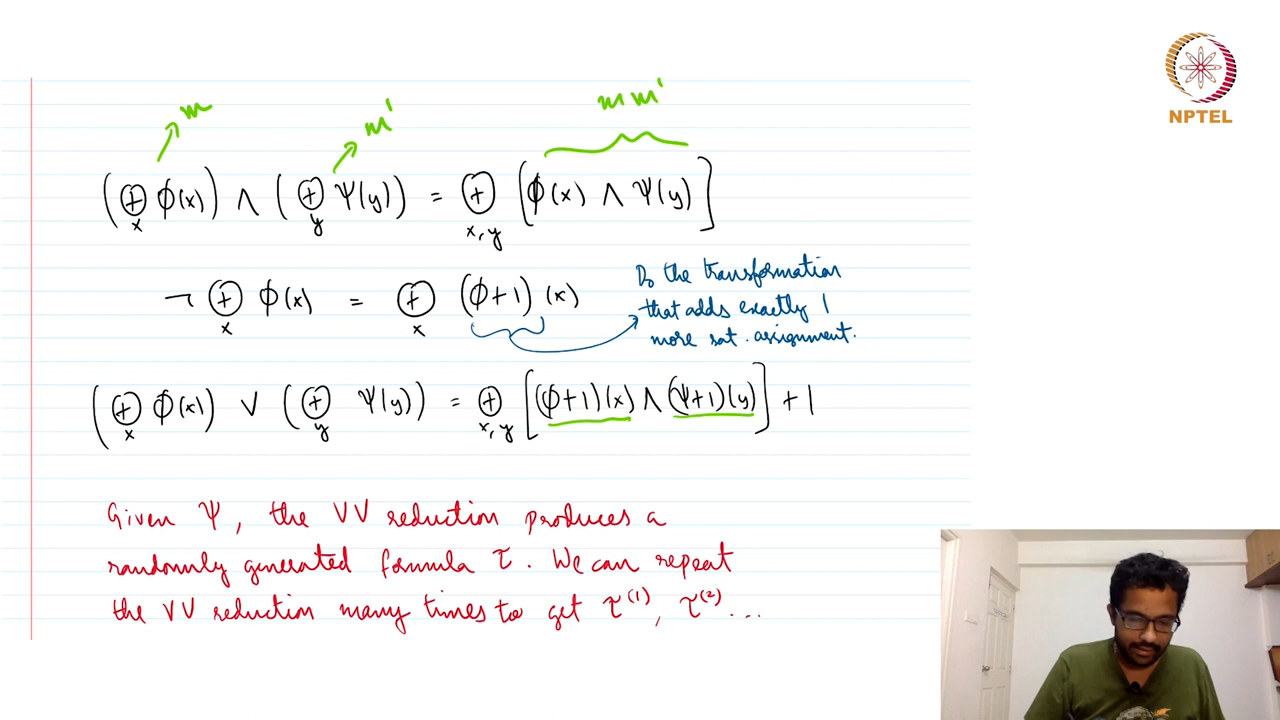 NPTEL
m m' m m'
(⊕_x ϕ(x)) ∧ (⊕_y Ψ(y)) = ⊕_{x,y} [ϕ(x) ∧ Ψ(y)]
¬ ⊕_x ϕ(x) = ⊕_x (ϕ+1)(x)
Do the transformation
that adds exactly 1
more sat. assignment.
(⊕_x ϕ(x)) ∨ (⊕_y Ψ(y)) = ⊕_{x,y} [(ϕ+1)(x) ∧ (Ψ+1)(y)] + 1
Given Ψ, the VV reduction produces a
randomly generated formula τ. We can repeat
the VV reduction many times to get τ^(1), τ^(2)...